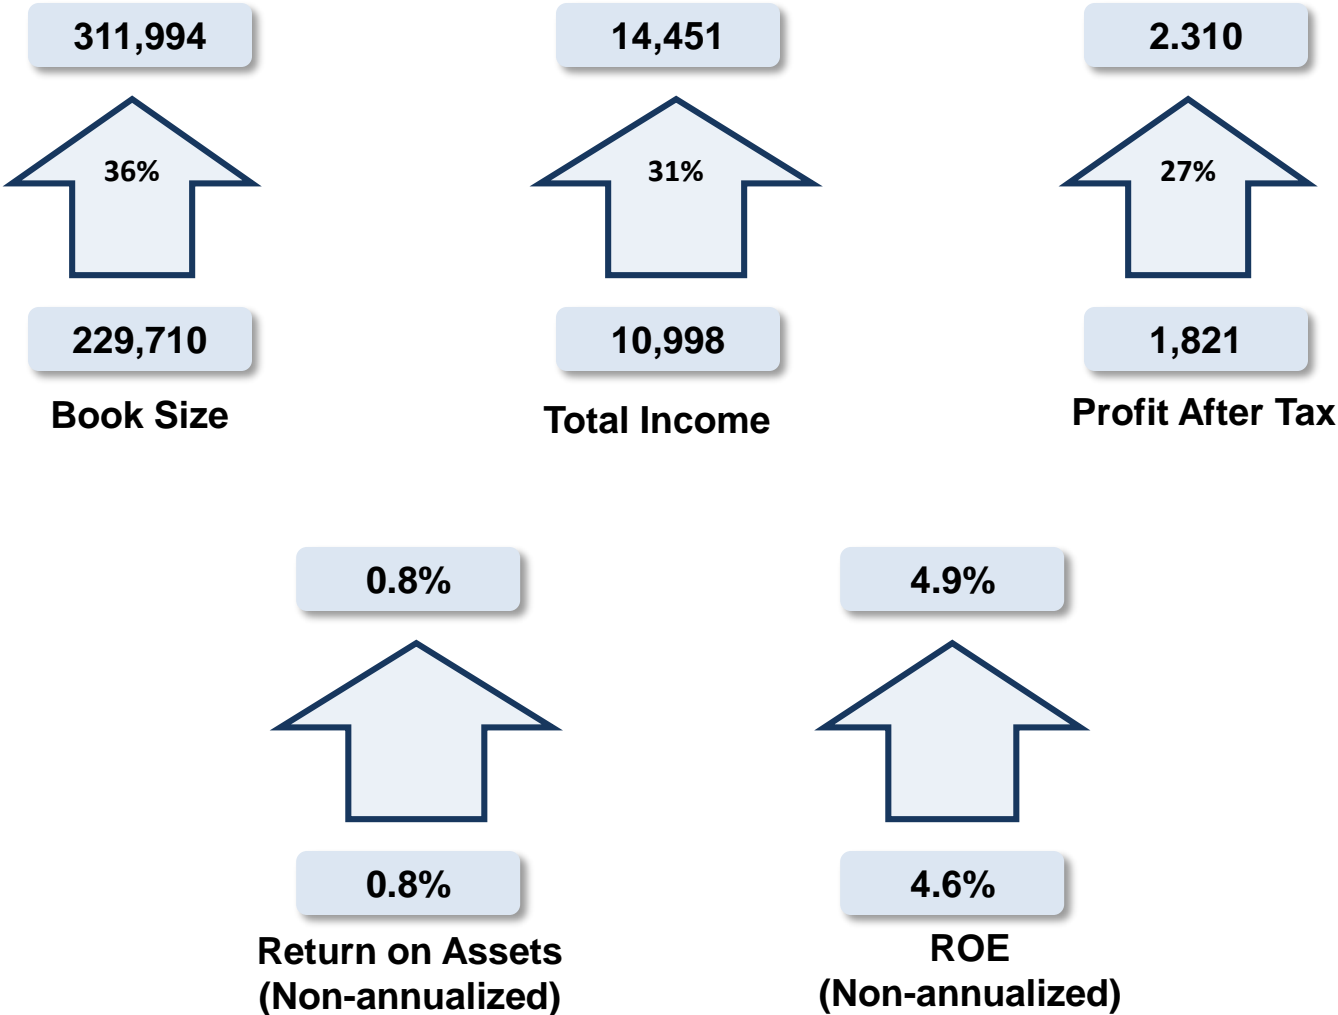 311,994
14,451
2.310
36%
31%
27%
229,710
10,998
1,821
Book Size
Total Income
Profit After Tax
0.8%
4.9%
0.8%
4.6%
Return on Assets
(Non-annualized)
ROE
(Non-annualized)